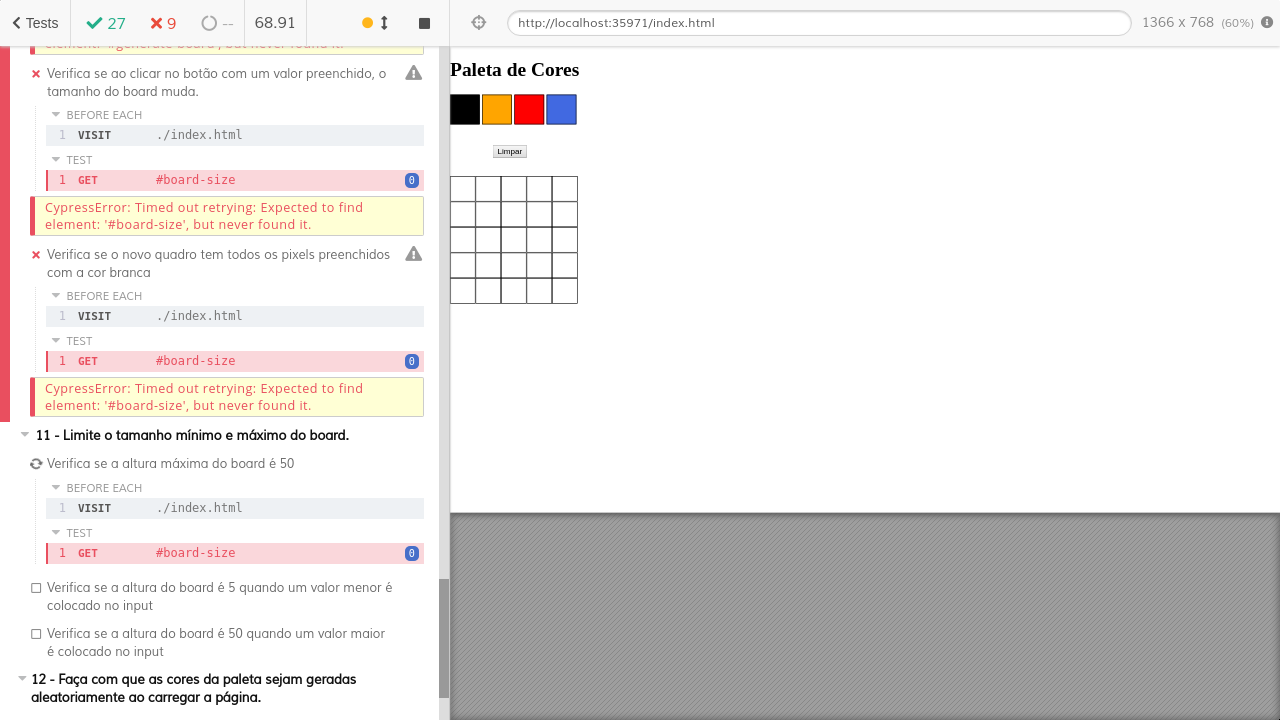 Tests
27
9
--
68.91
http://localhost:35971/index.html
1366 x 768 (60%)
element: '#generate-board', but never found it.
Verifica se ao clicar no botão com um valor preenchido, o
tamanho do board muda.
BEFORE EACH
1 VISIT ./index.html
TEST
1 GET #board-size 0
CypressError: Timed out retrying: Expected to find
element: '#board-size', but never found it.
Verifica se o novo quadro tem todos os pixels preenchidos
com a cor branca
BEFORE EACH
1 VISIT ./index.html
TEST
1 GET #board-size 0
CypressError: Timed out retrying: Expected to find
element: '#board-size', but never found it.
11 - Limite o tamanho mínimo e máximo do board.
Verifica se a altura máxima do board é 50
BEFORE EACH
1 VISIT ./index.html
TEST
1 GET #board-size 0
Verifica se a altura do board é 5 quando um valor menor é
colocado no input
Verifica se a altura do board é 50 quando um valor maior
é colocado no input
12 - Faça com que as cores da paleta sejam geradas
aleatoriamente ao carregar a página.
Paleta de Cores
Limpar